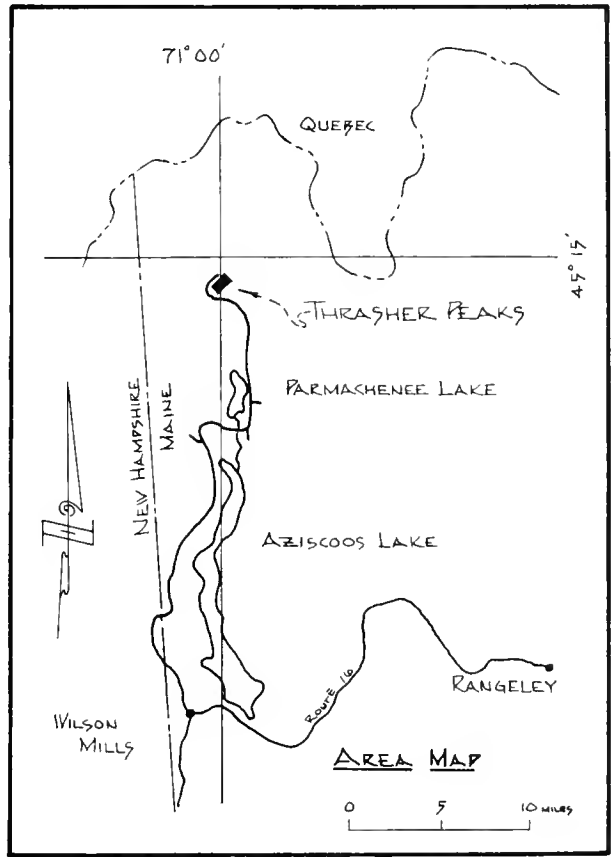 71° 00'
QUEBEC
45° 15'
THRASHER PEAKS
PARMACHENEE LAKE
NEW HAMPSHIRE
MAINE
N
AZISCOOS LAKE
ROUTE 16
RANGELEY
WILSON
MILLS
AREA MAP
0 5 10 MILES